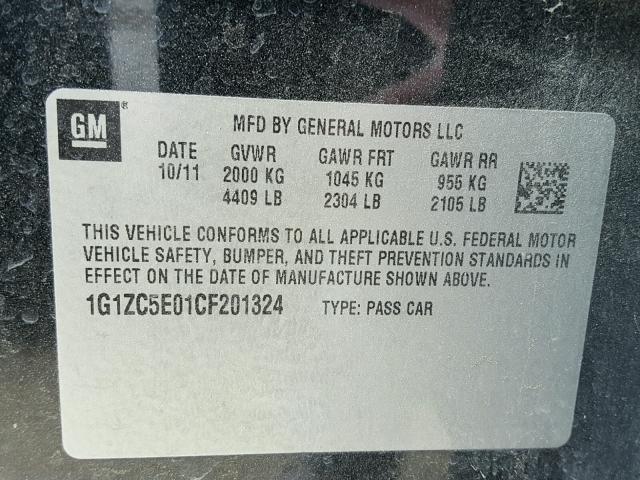 GM ®
MFD BY GENERAL MOTORS LLC
DATE GVWR GAWR FRT GAWR RR
10/11 2000 KG 1045 KG 955 KG
4409 LB 2304 LB 2105 LB
THIS VEHICLE CONFORMS TO ALL APPLICABLE U.S. FEDERAL MOTOR
VEHICLE SAFETY, BUMPER, AND THEFT PREVENTION STANDARDS IN
EFFECT ON THE DATE OF MANUFACTURE SHOWN ABOVE.
1G1ZC5E01CF201324 TYPE: PASS CAR